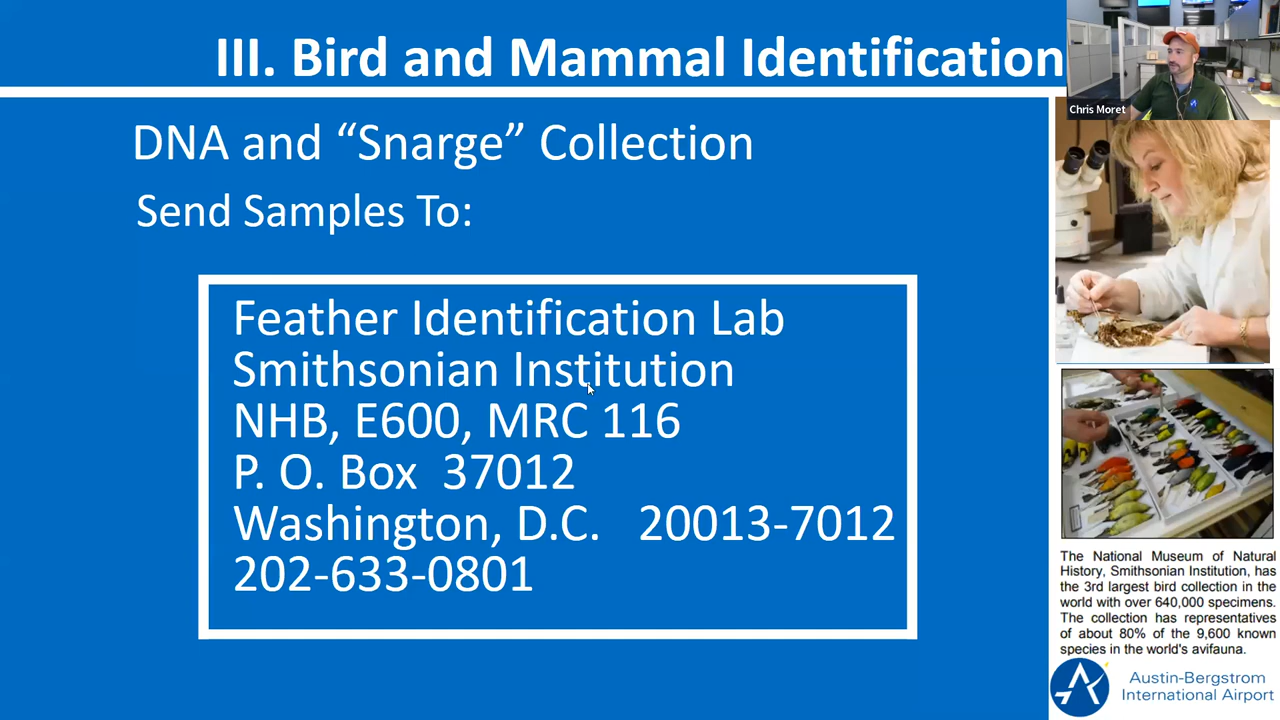 III. Bird and Mammal Identification
Chris Moret
DNA and “Snarge” Collection
Send Samples To:
Feather Identification Lab
Smithsonian Institution
NHB, E600, MRC 116
P. O. Box 37012
Washington, D.C. 20013-7012
202-633-0801
The National Museum of Natural
History, Smithsonian Institution, has
the 3rd largest bird collection in the
world with over 640,000 specimens.
The collection has representatives
of about 80% of the 9,600 known
species in the world's avifauna.
Austin-Bergstrom
International Airport